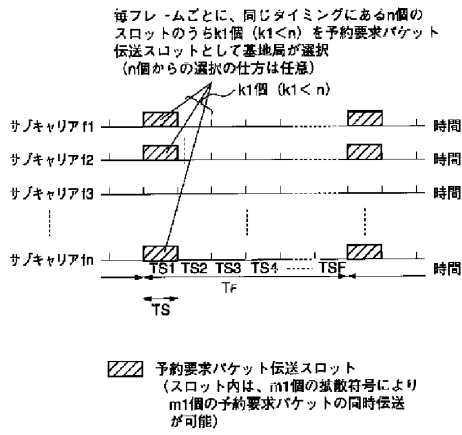 毎フレームごとに、同じタイミングにあるn個の
スロットのうちk1個（k1＜n）を予約要求パケット
伝送スロットとして基地局が選択
（n個からの選択の仕方は任意）
k1個（k1＜n）
サブキャリアf1 時間
サブキャリアf2 時間
サブキャリアf3 時間
サブキャリアfn 時間
TS1 TS2 TS3 TS4 TSF
TF
TS
予約要求パケット伝送スロット
（スロット内は、m1個の拡散符号により
m1個の予約要求パケットの同時伝送
が可能）